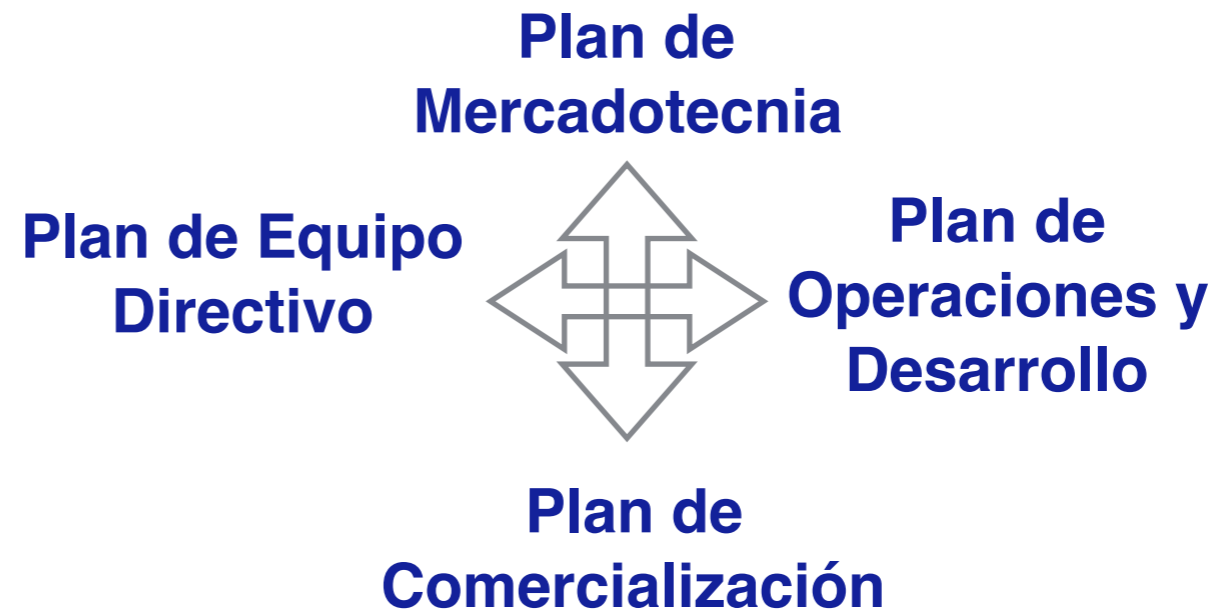 Plan de
Mercadotecnia
Plan de Equipo
Directivo
Plan de
Operaciones y
Desarrollo
Plan de
Comercialización